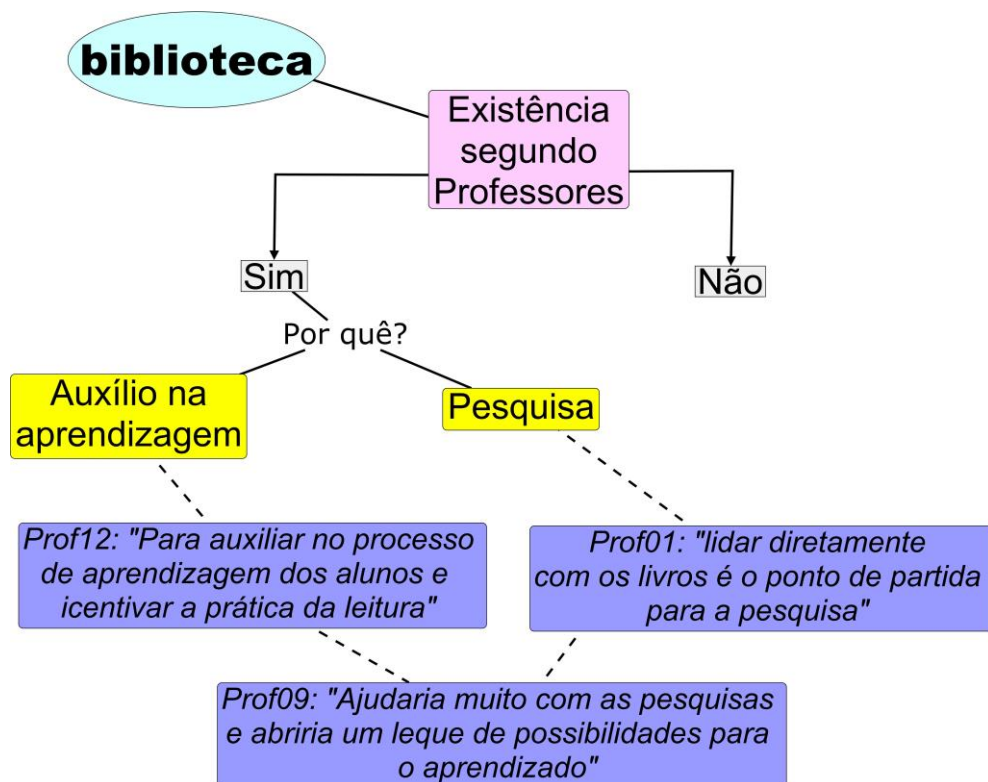 biblioteca
Existência
segundo
Professores
Sim
Não
Por quê?
Auxílio na
aprendizagem
Pesquisa
Prof12: "Para auxiliar no processo
de aprendizagem dos alunos e
icentivar a prática da leitura"
Prof01: "lidar diretamente
com os livros é o ponto de partida
para a pesquisa"
Prof09: "Ajudaria muito com as pesquisas
e abriria um leque de possibilidades para
o aprendizado"